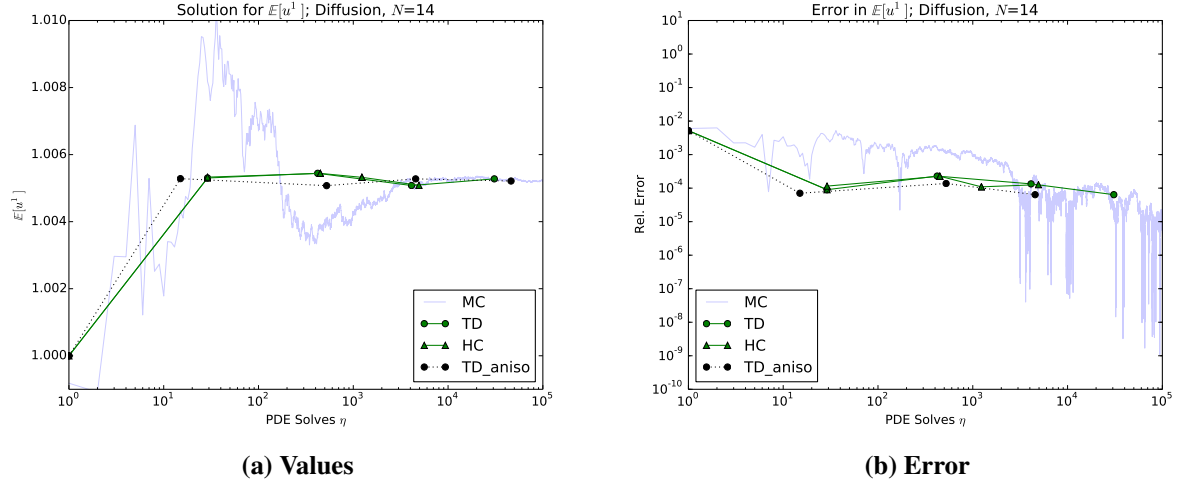 Solution for 𝔼[u¹]; Diffusion, N=14
1.010
1.008
1.006
1.004
1.002
1.000
𝔼[u¹]
10⁰ 10¹ 10² 10³ 10⁴ 10⁵
PDE Solves η
MC
TD
HC
TD_aniso
(a) Values
Error in 𝔼[u¹]; Diffusion, N=14
10¹
10⁰
10⁻¹
10⁻²
10⁻³
10⁻⁴
10⁻⁵
10⁻⁶
10⁻⁷
10⁻⁸
10⁻⁹
10⁻¹⁰
Rel. Error
10⁰ 10¹ 10² 10³ 10⁴ 10⁵
PDE Solves η
MC
TD
HC
TD_aniso
(b) Error